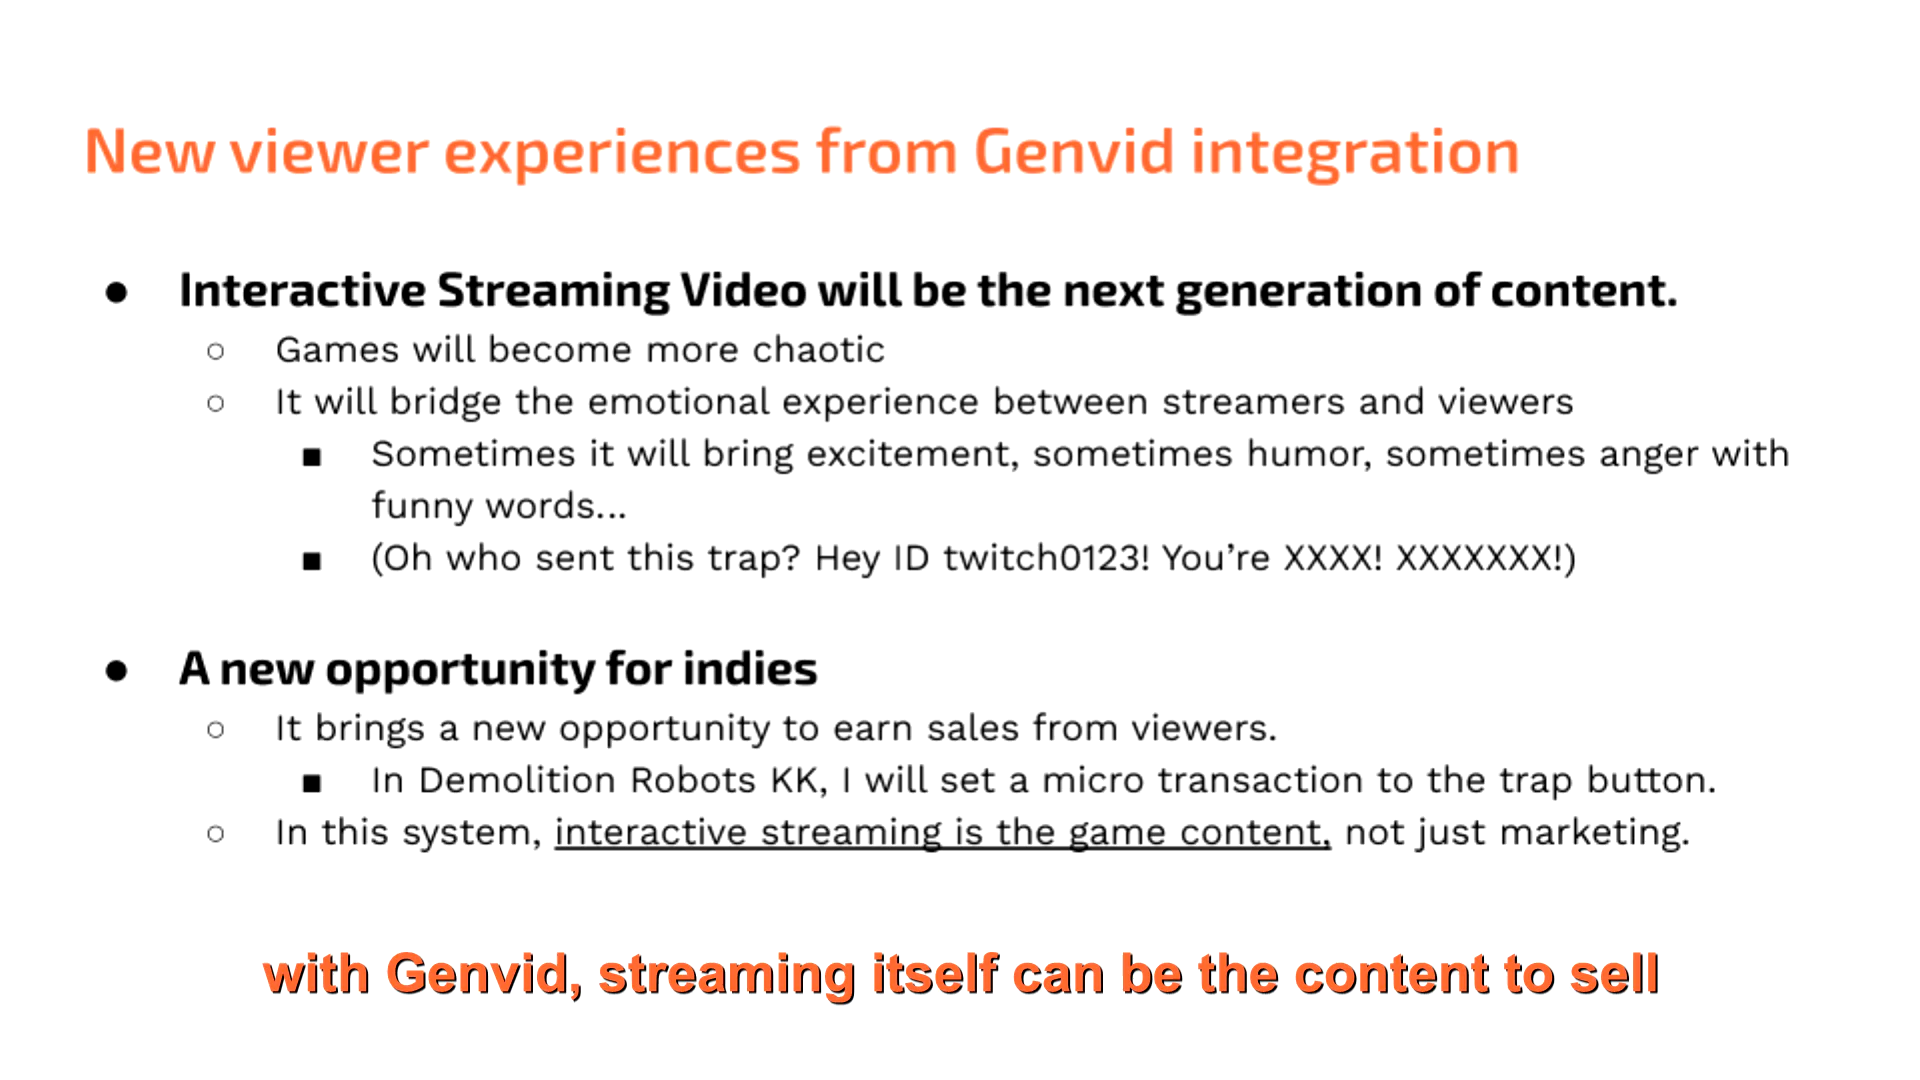 New viewer experiences from Genvid integration
● Interactive Streaming Video will be the next generation of content.
○ Games will become more chaotic
○ It will bridge the emotional experience between streamers and viewers
■ Sometimes it will bring excitement, sometimes humor, sometimes anger with
funny words...
■ (Oh who sent this trap? Hey ID twitch0123! You’re XXXX! XXXXXXX!)
● A new opportunity for indies
○ It brings a new opportunity to earn sales from viewers.
■ In Demolition Robots KK, I will set a micro transaction to the trap button.
○ In this system, interactive streaming is the game content, not just marketing.
with Genvid, streaming itself can be the content to sell